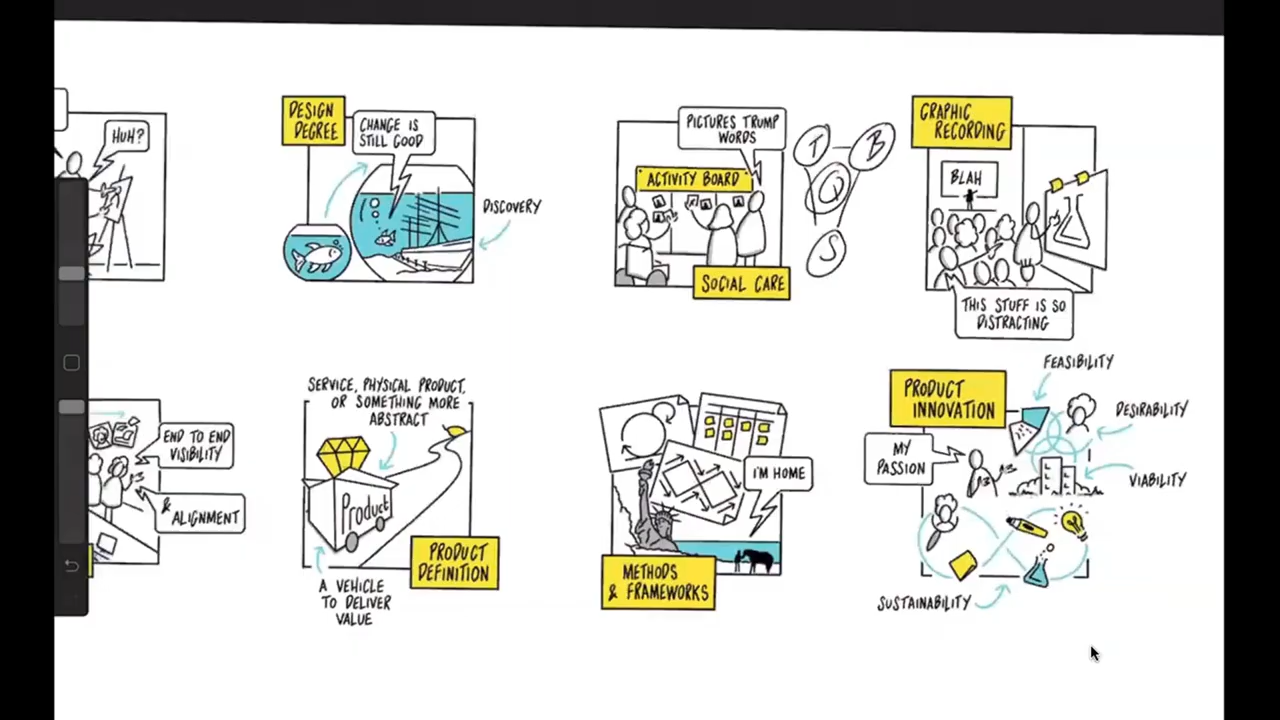 HUH?
DESIGN
DEGREE
CHANGE IS
STILL GOOD
DISCOVERY
PICTURES TRUMP
WORDS
ACTIVITY BOARD
SOCIAL CARE
T
B
Q
S
GRAPHIC
RECORDING
BLAH
THIS STUFF IS SO
DISTRACTING
END TO END
VISIBILITY
&
ALIGNMENT
SERVICE, PHYSICAL PRODUCT,
OR SOMETHING MORE
ABSTRACT
Product
PRODUCT
DEFINITION
A VEHICLE
TO DELIVER
VALUE
I'M HOME
METHODS
& FRAMEWORKS
FEASIBILITY
PRODUCT
INNOVATION
DESIRABILITY
MY
PASSION
VIABILITY
SUSTAINABILITY